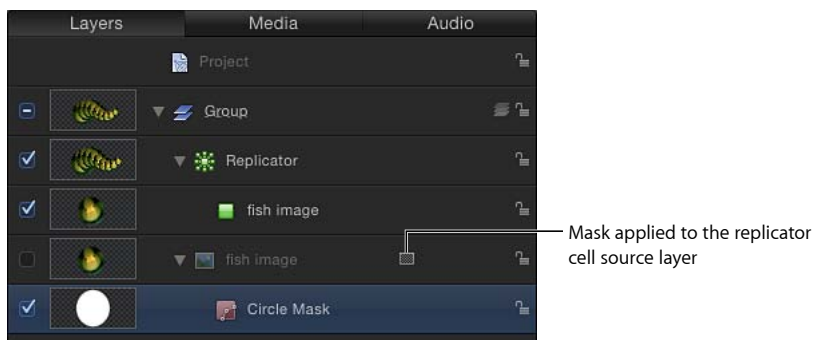 Layers Media Audio
Project
Group
Replicator
fish image
fish image
Circle Mask
Mask applied to the replicator
cell source layer